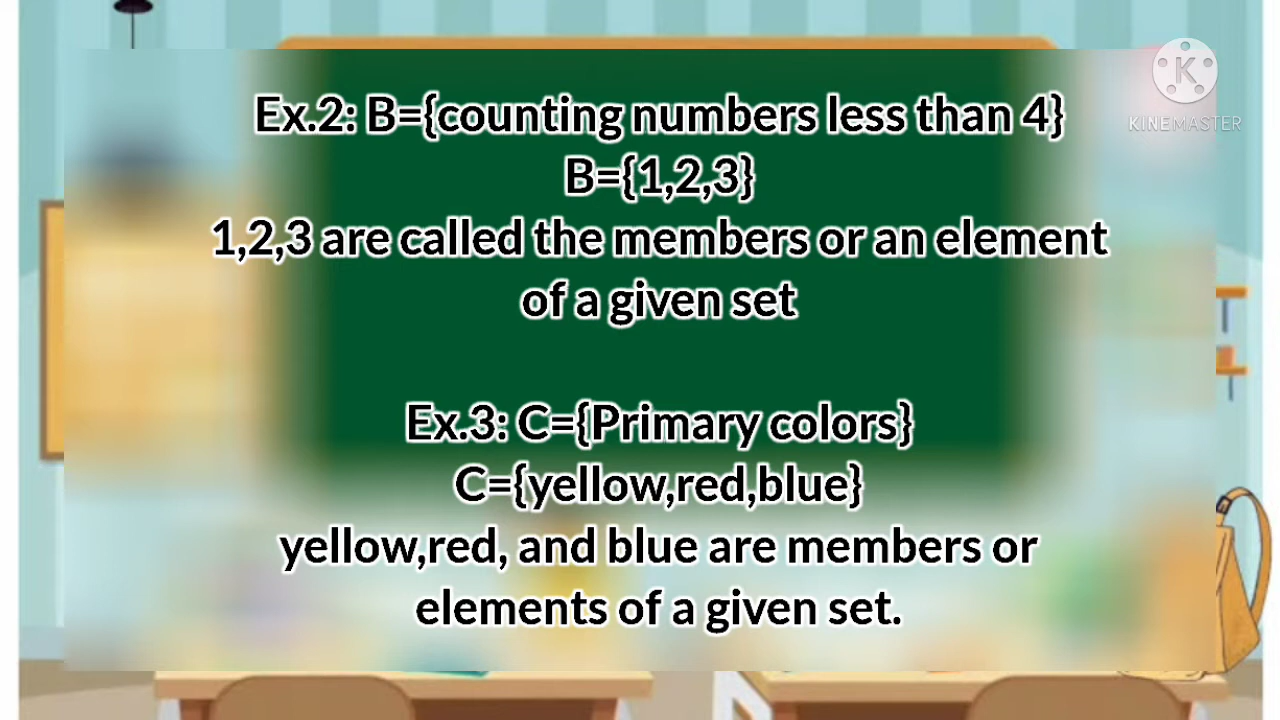 Ex.2: B={counting numbers less than 4}
B={1,2,3}
1,2,3 are called the members or an element
of a given set
Ex.3: C={Primary colors}
C={yellow,red,blue}
yellow,red, and blue are members or
elements of a given set.
K
KINEMASTER